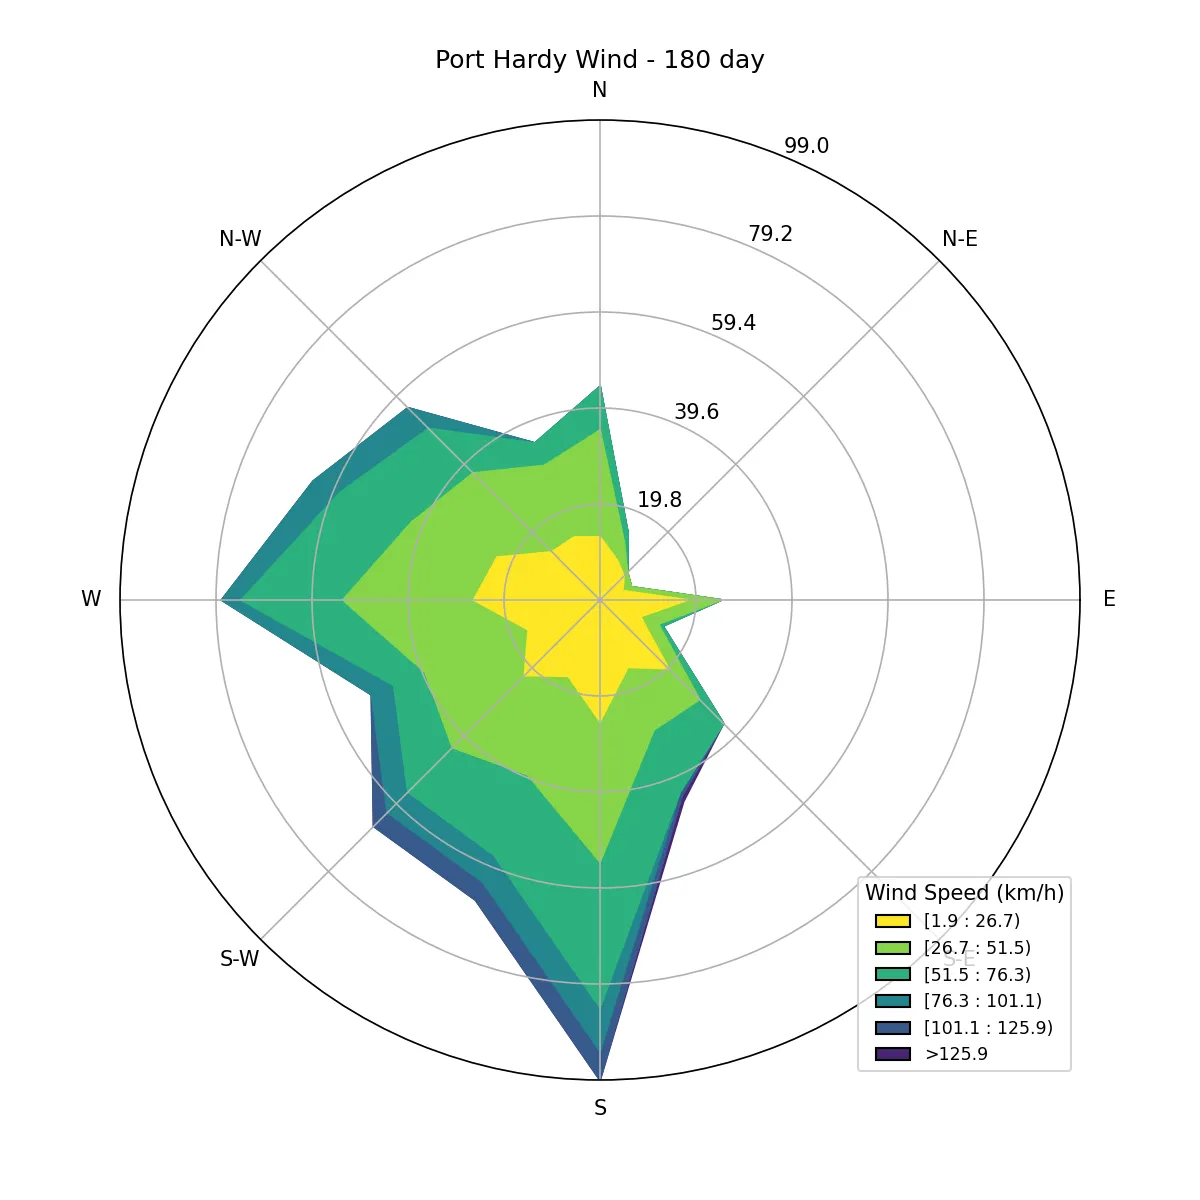 Port Hardy Wind - 180 day
N
99.0
79.2
N-W
N-E
59.4
39.6
19.8
W
E
Wind Speed (km/h)
[1.9 : 26.7)
[26.7 : 51.5)
S-W
S-E
[51.5 : 76.3)
[76.3 : 101.1)
[101.1 : 125.9)
>125.9
S